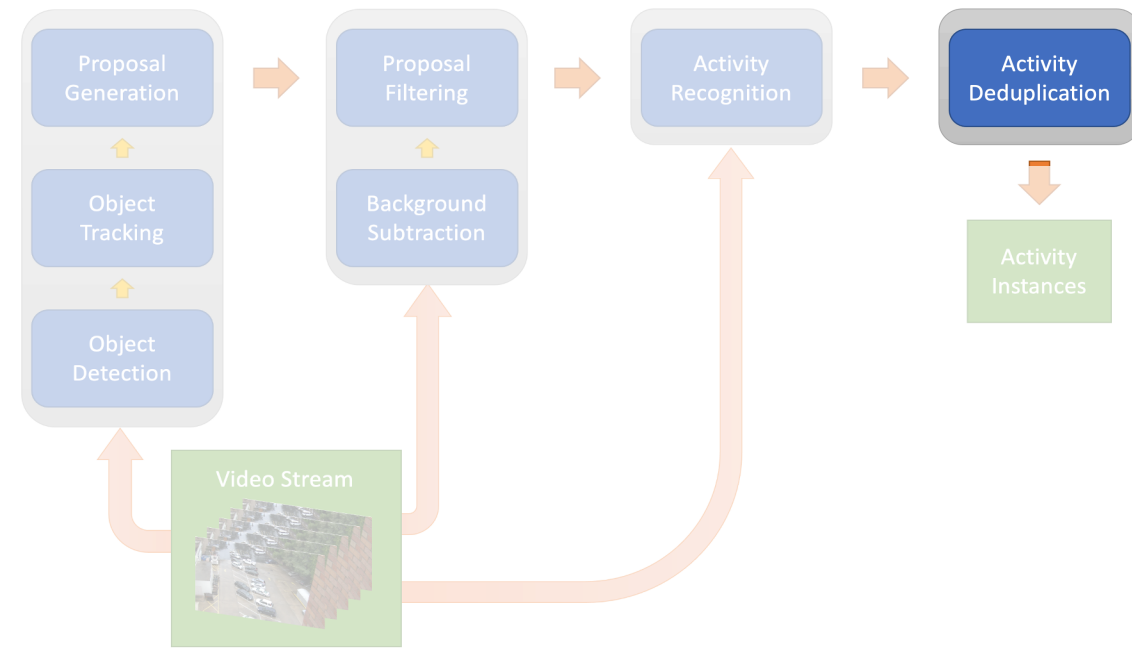 Proposal
Generation
Object
Tracking
Object
Detection
Proposal
Filtering
Background
Subtraction
Activity
Recognition
Activity
Deduplication
Activity
Instances
Video Stream